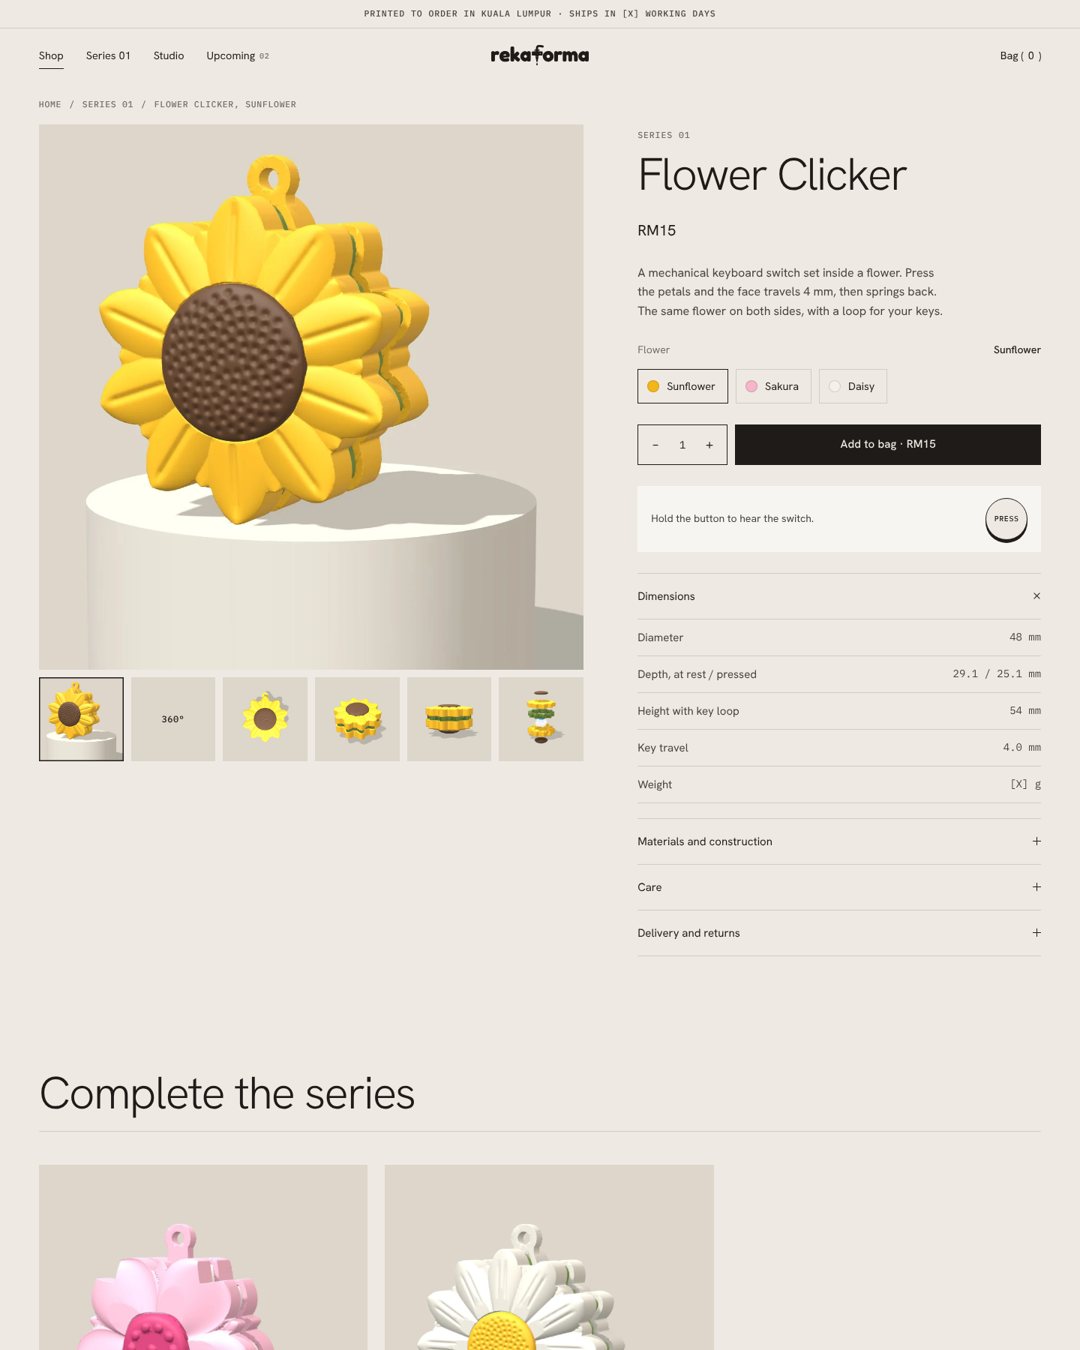 PRINTED TO ORDER IN KUALA LUMPUR · SHIPS IN [X] WORKING DAYS
Shop
Series 01
Studio
Upcoming 02
rekaforma
Bag ( 0 )
HOME / SERIES 01 / FLOWER CLICKER, SUNFLOWER
SERIES 01
Flower Clicker
RM15
A mechanical keyboard switch set inside a flower. Press
the petals and the face travels 4 mm, then springs back.
The same flower on both sides, with a loop for your keys.
Flower
Sunflower
Sunflower
Sakura
Daisy
− 1 +
Add to bag · RM15
Hold the button to hear the switch.
PRESS
360°
Dimensions
Diameter 48 mm
Depth, at rest / pressed 29.1 / 25.1 mm
Height with key loop 54 mm
Key travel 4.0 mm
Weight [X] g
Materials and construction
Care
Delivery and returns
Complete the series